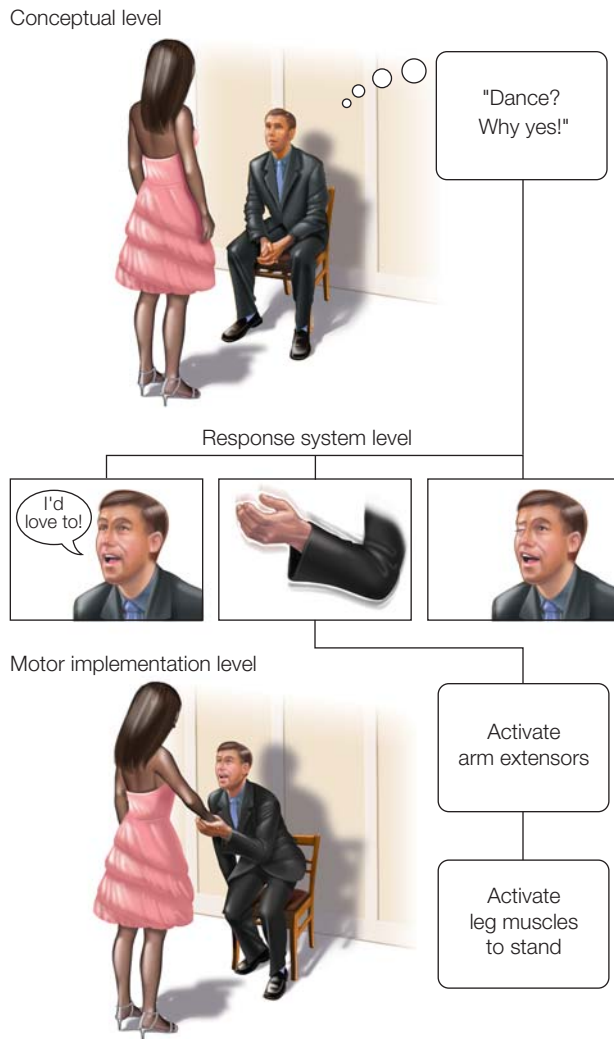 Conceptual level
"Dance?
Why yes!"
Response system level
I'd
love to!
Motor implementation level
Activate
arm extensors
Activate
leg muscles
to stand